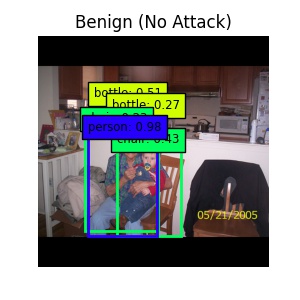 Benign (No Attack)
bottle: 0.51
bottle: 0.27
person: 0.98
chair: 0.43
05/21/2005